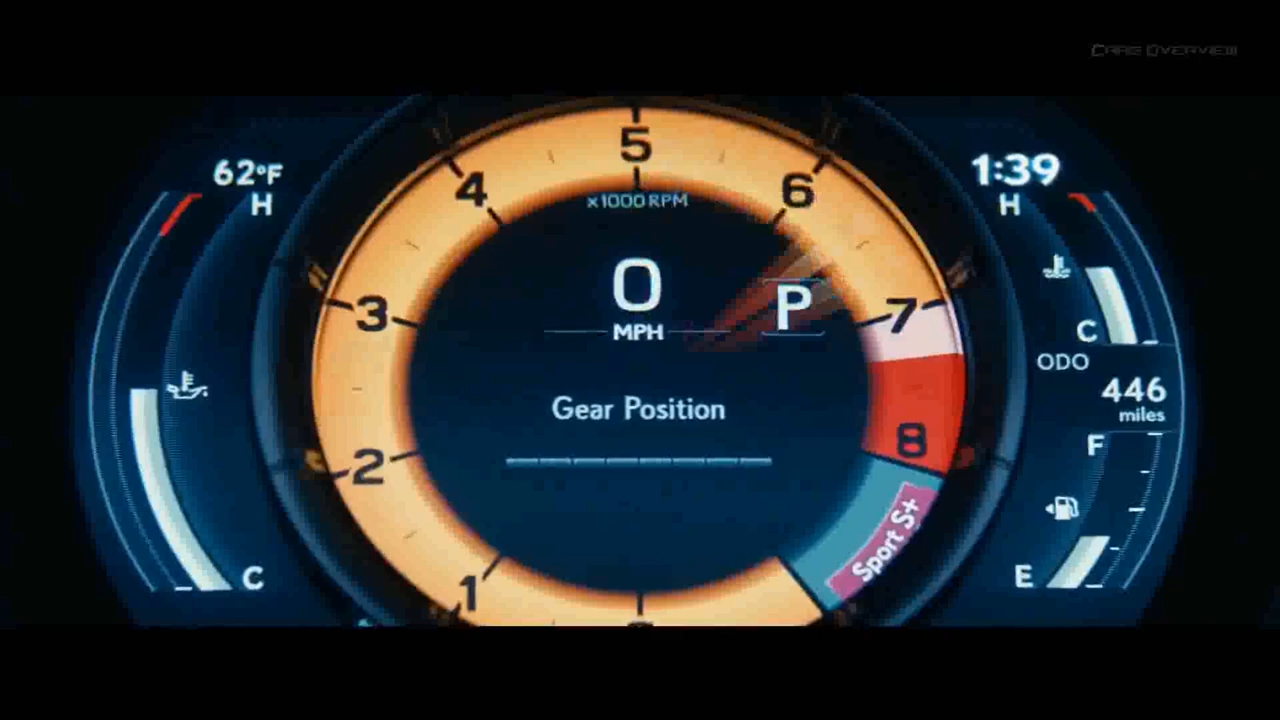 Cars Overview
62°F
H
1:39
H
5
4
6
x1000 RPM
0
MPH
P
3
7
C
ODO
446
miles
Gear Position
F
8
2
Sport S+
C
E
1